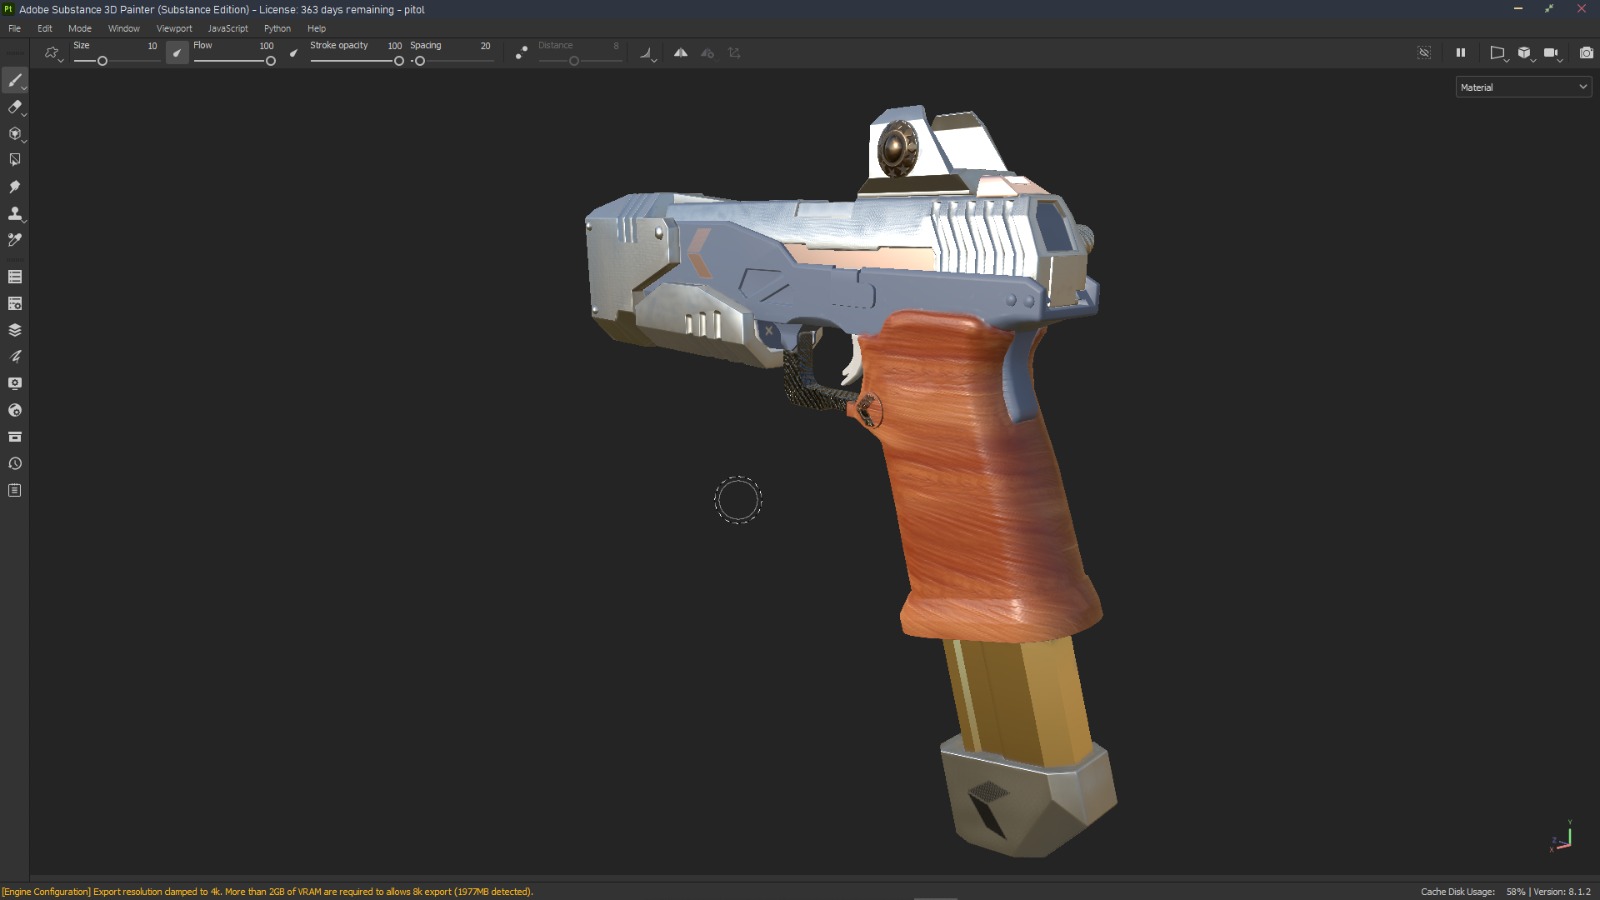 Pt Adobe Substance 3D Painter (Substance Edition) - License: 363 days remaining - pitol
File Edit Mode Window Viewport JavaScript Python Help
Size 10 Flow 100 Stroke opacity 100 Spacing 20 Distance 8
Material
Y
Z
X
[Engine Configuration] Export resolution clamped to 4k. More than 2GB of VRAM are required to allows 8k export (1977MB detected).
Cache Disk Usage: 58% | Version: 8.1.2